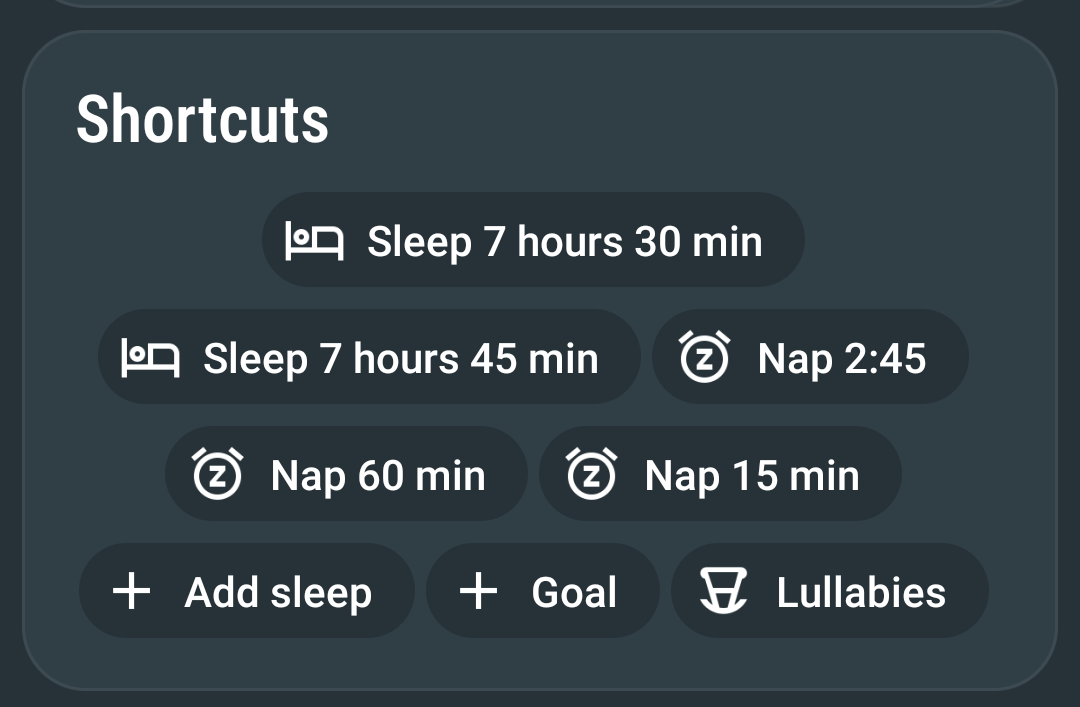 Shortcuts
Sleep 7 hours 30 min
Sleep 7 hours 45 min Nap 2:45
Nap 60 min Nap 15 min
Add sleep Goal Lullabies